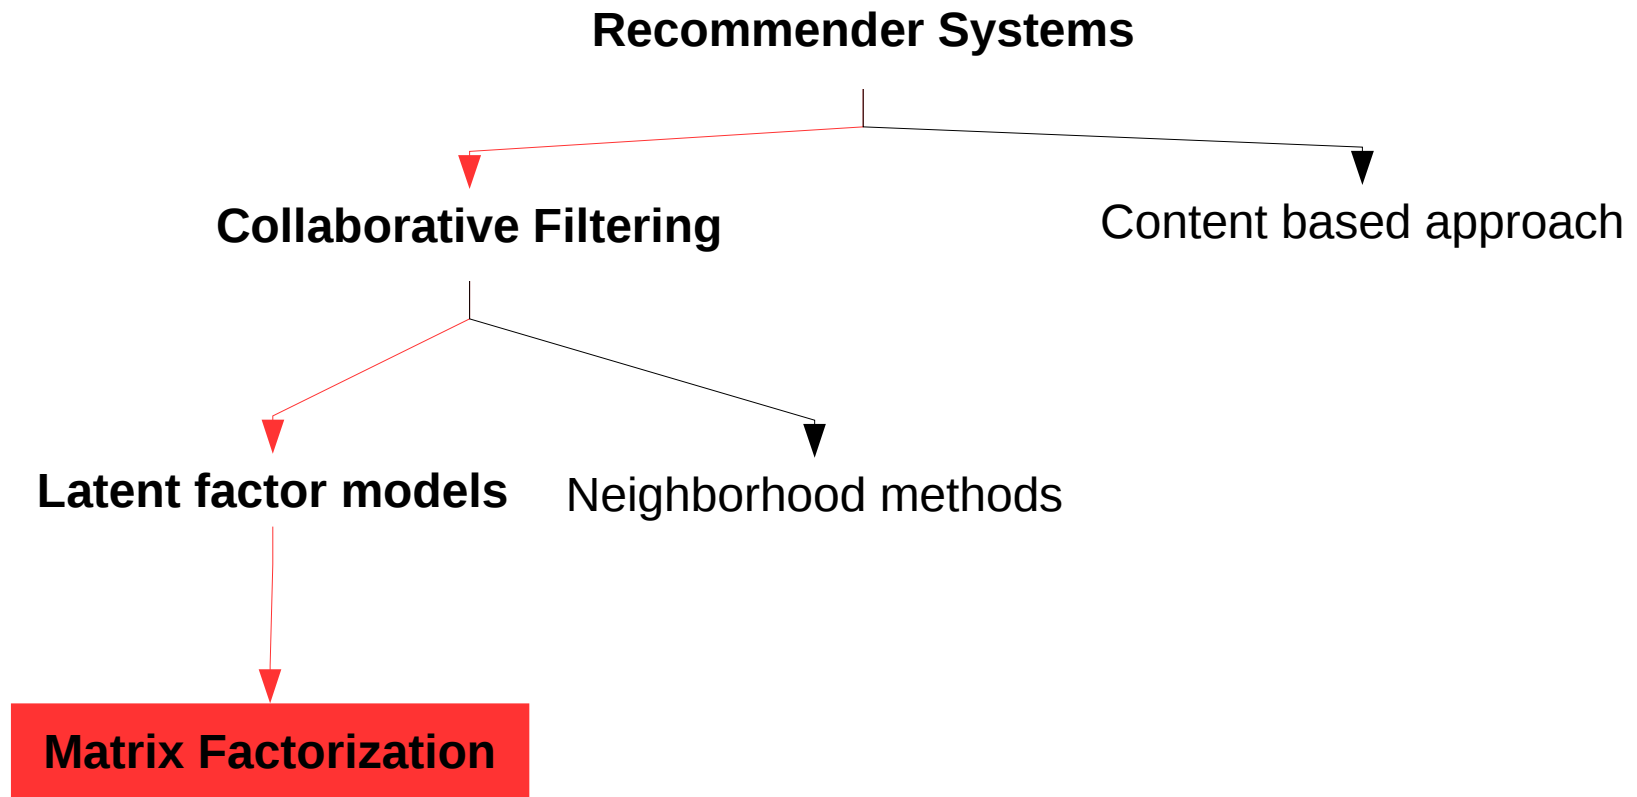 Recommender Systems
Collaborative Filtering
Content based approach
Latent factor models
Neighborhood methods
Matrix Factorization